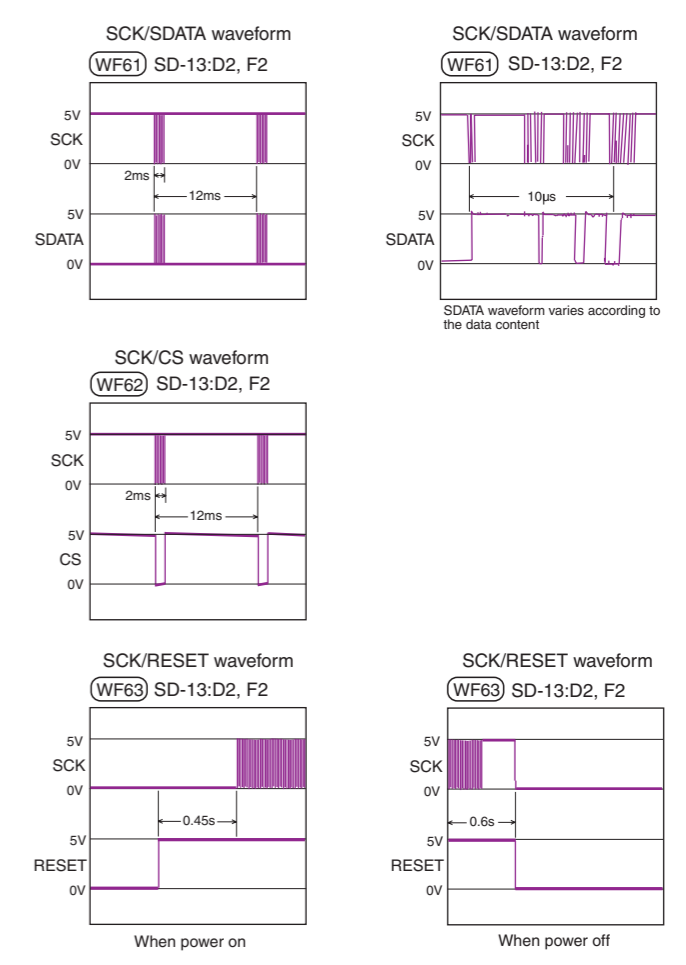 SCK/SDATA waveform
WF61 SD-13:D2, F2
5V
SCK
0V
2ms
12ms
5V
SDATA
0V
SCK/SDATA waveform
WF61 SD-13:D2, F2
5V
SCK
0V
10µs
5V
SDATA
0V
SDATA waveform varies according to
the data content
SCK/CS waveform
WF62 SD-13:D2, F2
5V
SCK
0V
2ms
12ms
5V
CS
0V
SCK/RESET waveform
WF63 SD-13:D2, F2
5V
SCK
0V
0.45s
5V
RESET
0V
When power on
SCK/RESET waveform
WF63 SD-13:D2, F2
5V
SCK
0V
0.6s
5V
RESET
0V
When power off